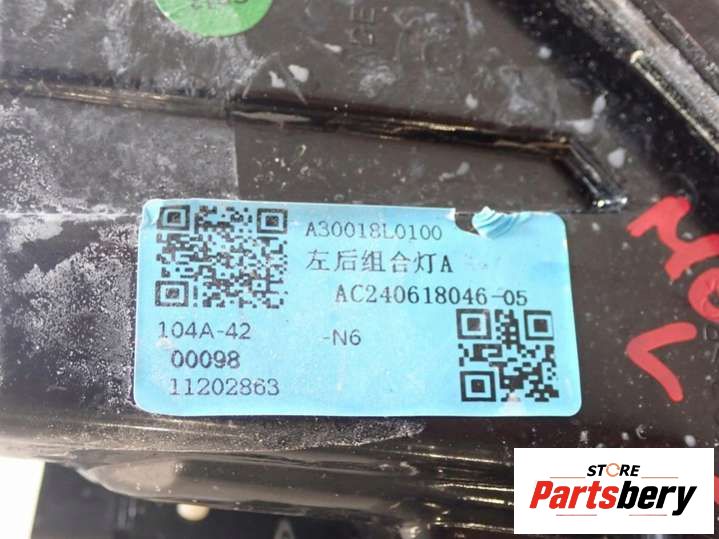 A30018L0100
左后组合灯A
AC240618046-05
104A-42 -N6
00098
11202863
STORE
Partsbery